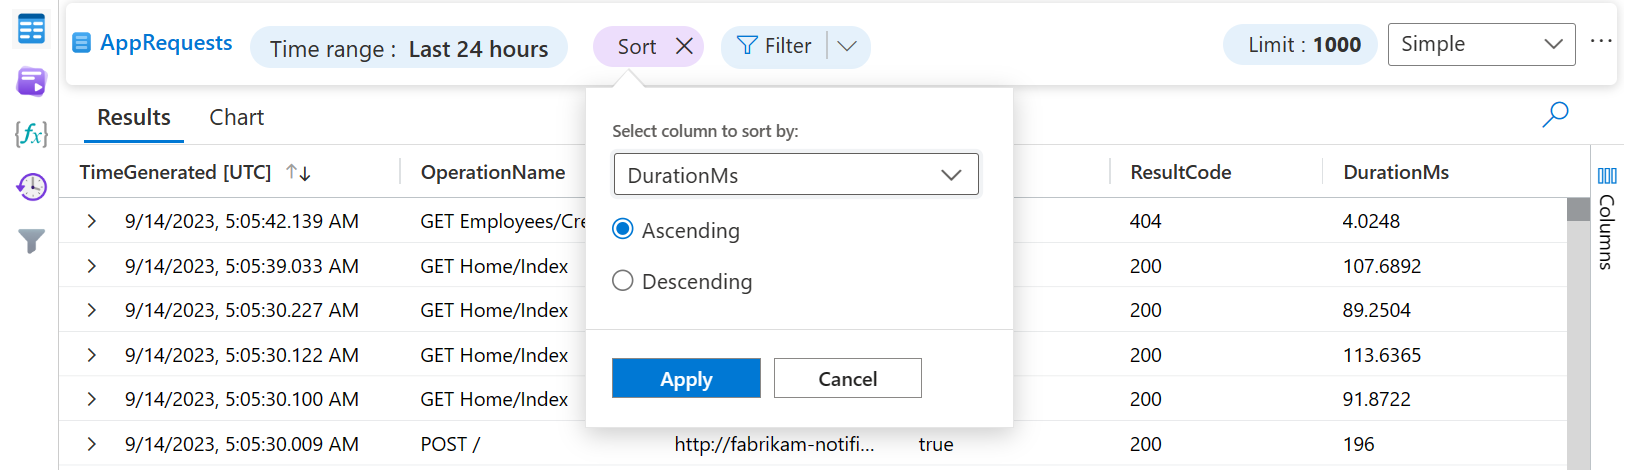 AppRequests Time range : Last 24 hours Sort Filter Limit : 1000 Simple ...
Results Chart
Select column to sort by:
TimeGenerated [UTC] OperationName DurationMs ResultCode DurationMs
9/14/2023, 5:05:42.139 AM GET Employees/Cre 404 4.0248
Ascending
9/14/2023, 5:05:39.033 AM GET Home/Index 200 107.6892
Descending
9/14/2023, 5:05:30.227 AM GET Home/Index 200 89.2504
9/14/2023, 5:05:30.122 AM GET Home/Index 200 113.6365
Apply Cancel
9/14/2023, 5:05:30.100 AM GET Home/Index 200 91.8722
9/14/2023, 5:05:30.009 AM POST / http://fabrikam-notifi... true 200 196
Columns
{fx}